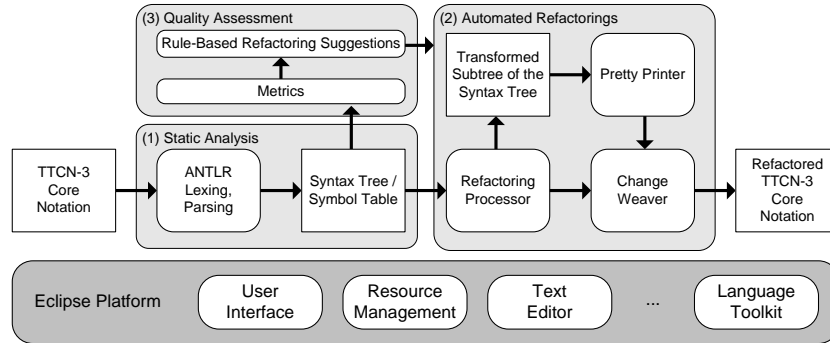 (3) Quality Assessment
Rule-Based Refactoring Suggestions
Metrics
(2) Automated Refactorings
Transformed
Subtree of the
Syntax Tree
Pretty Printer
(1) Static Analysis
TTCN-3
Core
Notation
ANTLR
Lexing,
Parsing
Syntax Tree /
Symbol Table
Refactoring
Processor
Change
Weaver
Refactored
TTCN-3
Core
Notation
Eclipse Platform
User
Interface
Resource
Management
Text
Editor
...
Language
Toolkit